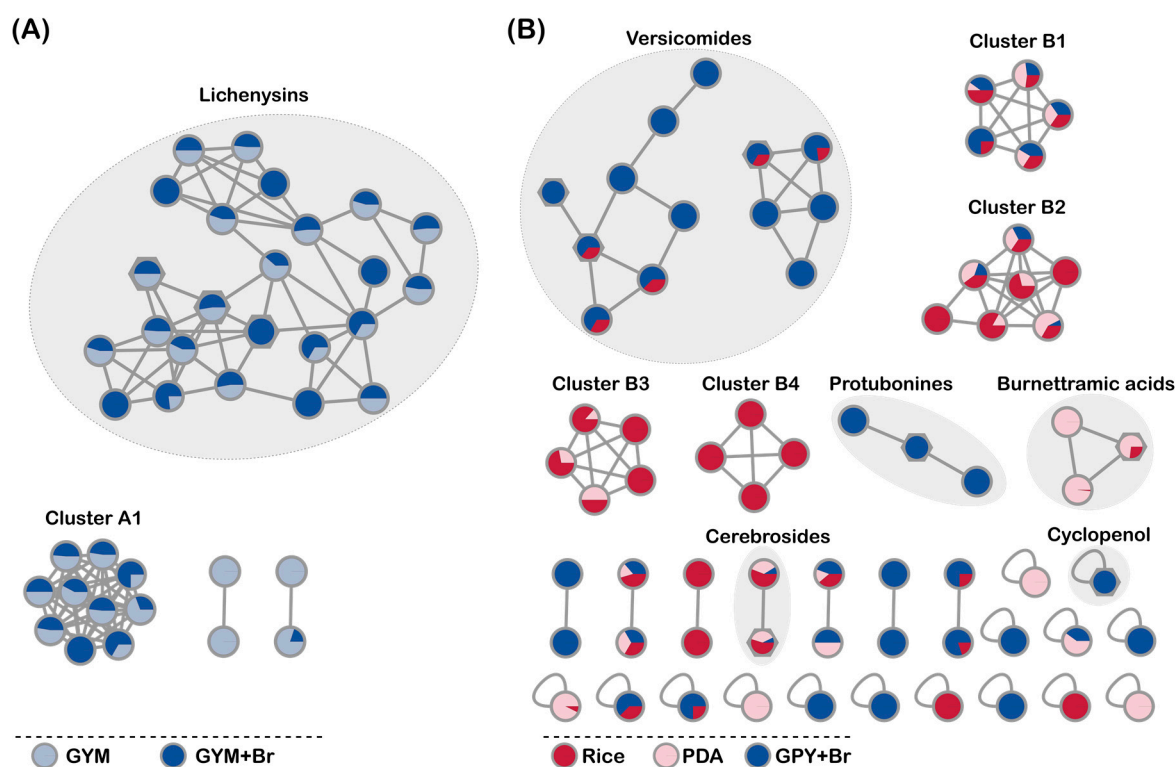 (A)
Lichenysins
Cluster A1
GYM
GYM+Br
(B)
Versicomides
Cluster B1
Cluster B2
Cluster B3
Cluster B4
Protubonines
Burnettramic acids
Cerebrosides
Cyclopenol
Rice
PDA
GPY+Br